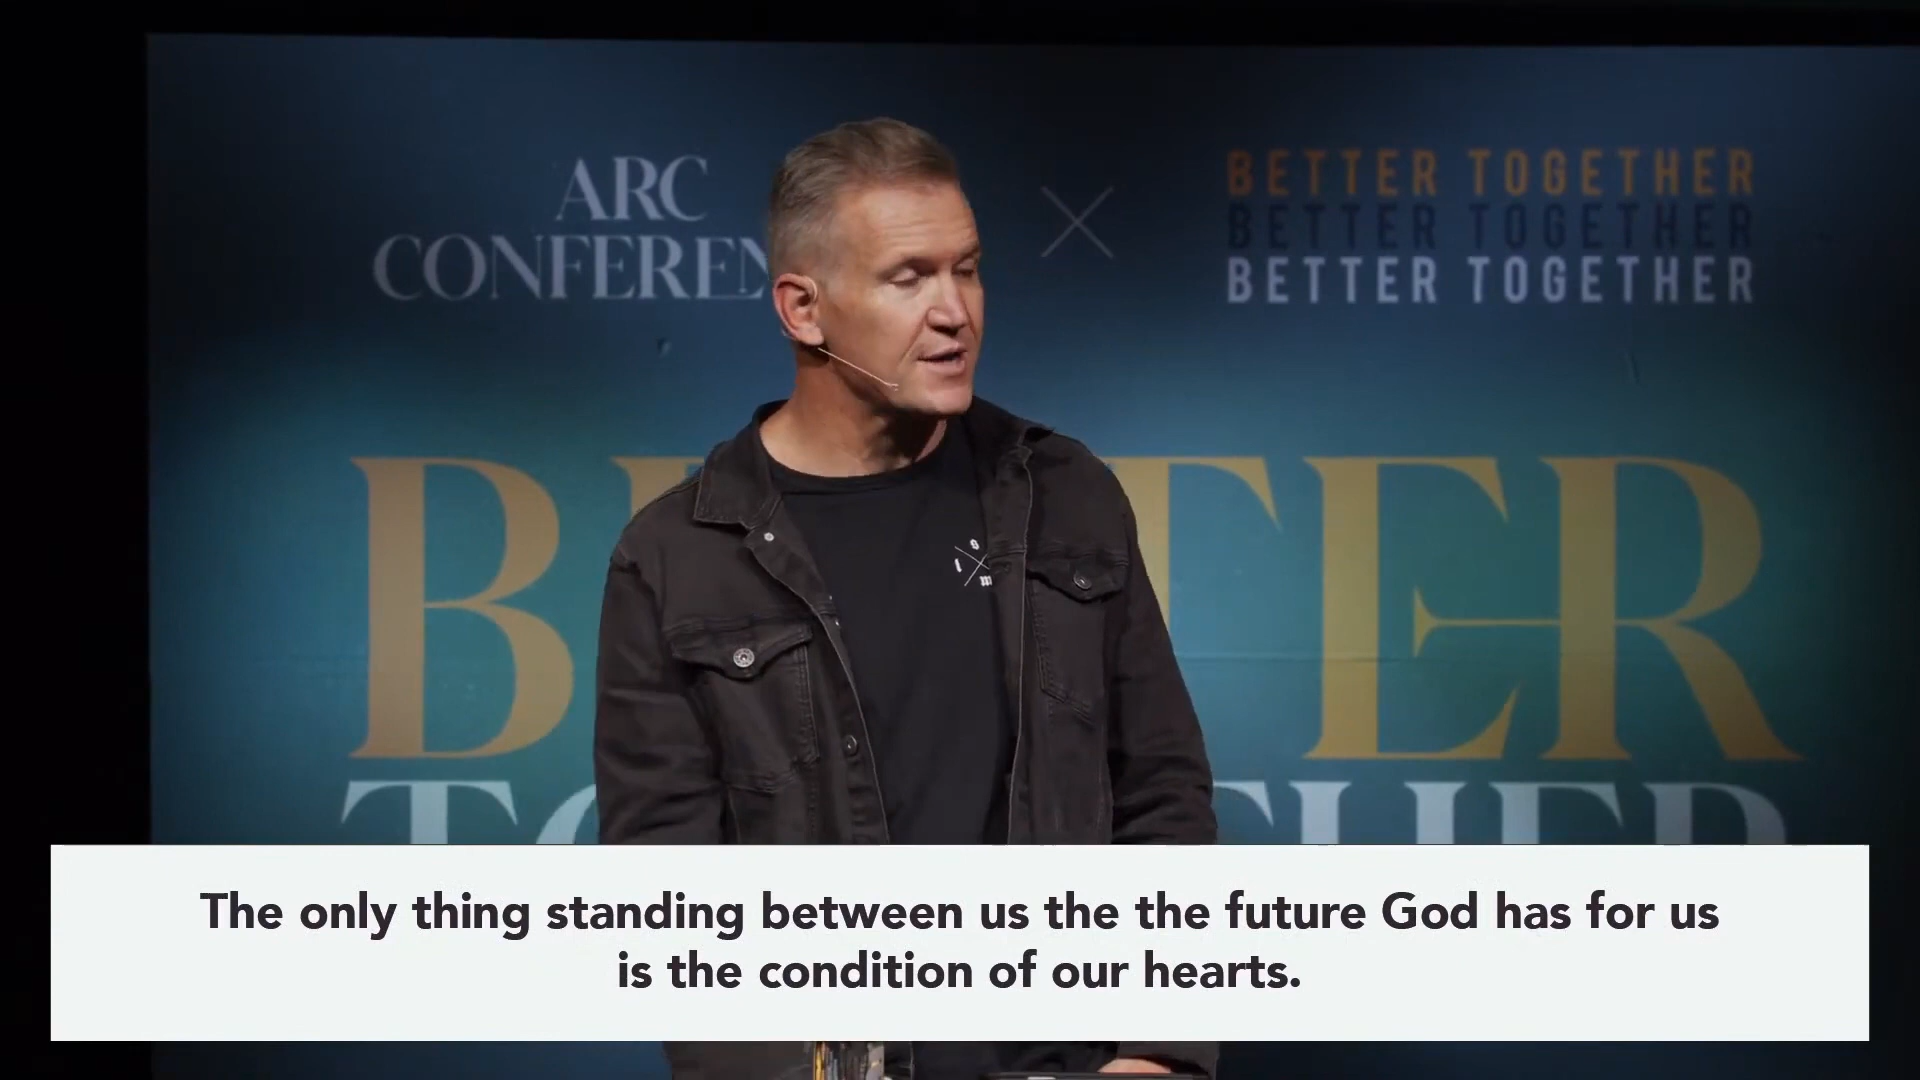 ARC
CONFEREN
BETTER TOGETHER
BETTER TOGETHER
BETTER TOGETHER
The only thing standing between us the the future God has for us
is the condition of our hearts.